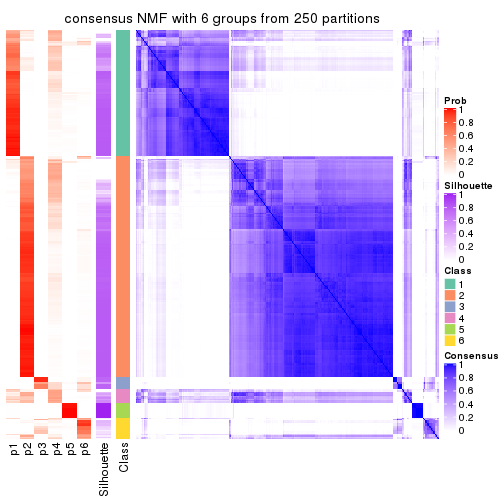 consensus NMF with 6 groups from 250 partitions
Prob
1
0.8
0.6
0.4
0.2
0
Silhouette
1
0.8
0.6
0.4
0.2
0
Class
1
2
3
4
5
6
Consensus
1
0.8
0.6
0.4
0.2
0
p1
p2
p3
p4
p5
p6
Silhouette
Class